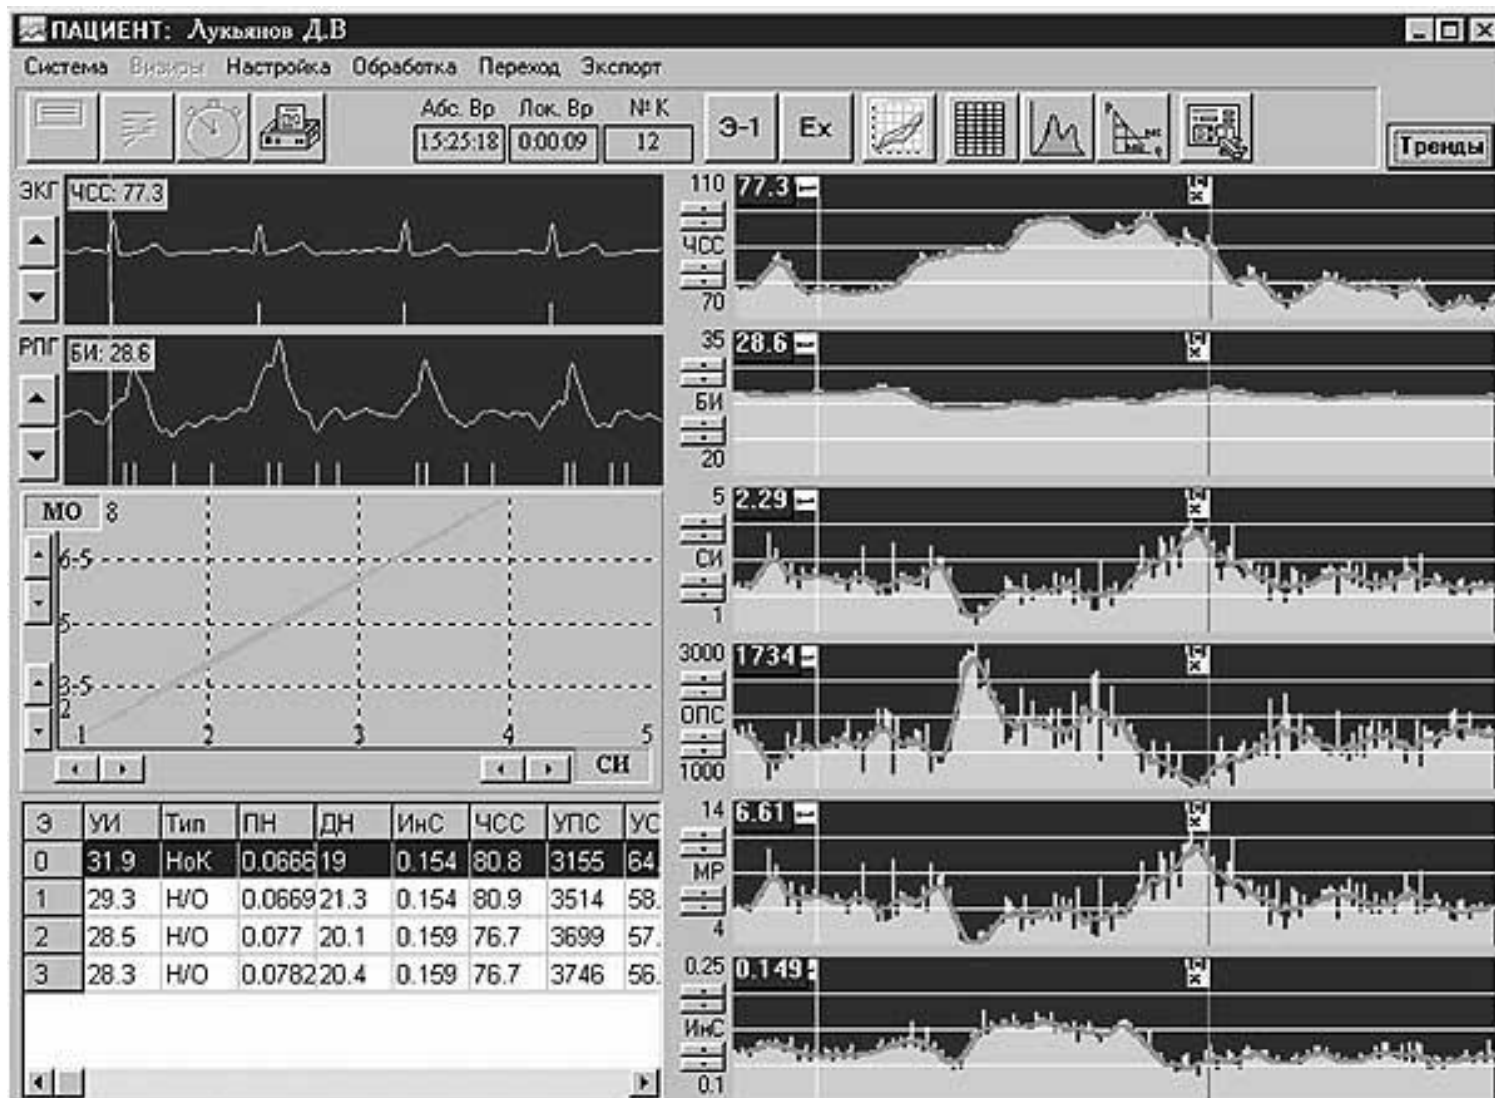 ПАЦИЕНТ: Лукьянов Д.В
Система Визиры Настройка Обработка Переход Экспорт
Абс. Вр Лок. Вр № К
15:25:18 0:00.09 12 Э-1 Ex Тренды
ЭКГ ЧСС: 77.3
РПГ БИ: 28.6
МО 8
6.5
5
3.5
2
1 2 3 4 5
СИ
Э УИ Тип ПН ДН ИнС ЧСС УПС УС
0 31.9 НоК 0.0666 19 0.154 80.8 3155 64.
1 29.3 Н/О 0.0669 21.3 0.154 80.9 3514 58.
2 28.5 Н/О 0.077 20.1 0.159 76.7 3699 57.
3 28.3 Н/О 0.0782 20.4 0.159 76.7 3746 56.
110 77.3
ЧСС
70
35 28.6
БИ
20
5 2.29
СИ
1
3000 1734
ОПС
1000
14 6.61
МР
4
0.25 0.149
ИнС
0.1